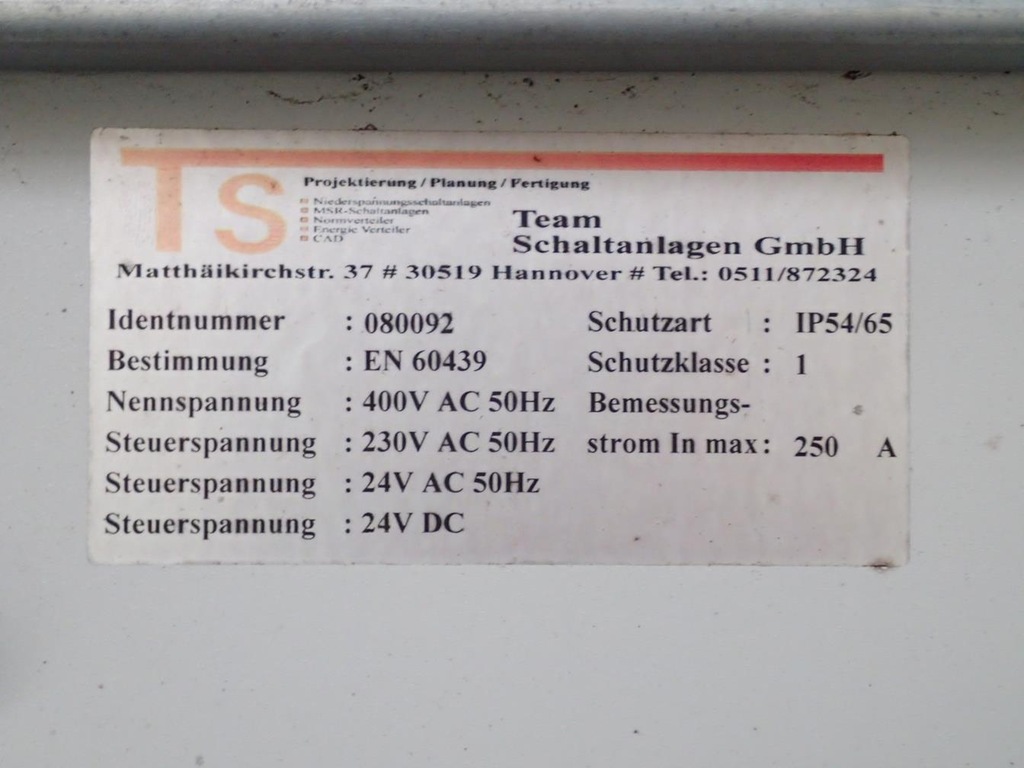 TS
Projektierung / Planung / Fertigung
Niederspannungsschaltanlagen
MSR-Schaltanlagen
Normverteiler
Energie Verteiler
CAD
Team
Schaltanlagen GmbH
Matthäikirchstr. 37 # 30519 Hannover # Tel.: 0511/872324
Identnummer : 080092 Schutzart : IP54/65
Bestimmung : EN 60439 Schutzklasse : 1
Nennspannung : 400V AC 50Hz Bemessungs-
Steuerspannung : 230V AC 50Hz strom In max: 250 A
Steuerspannung : 24V AC 50Hz
Steuerspannung : 24V DC